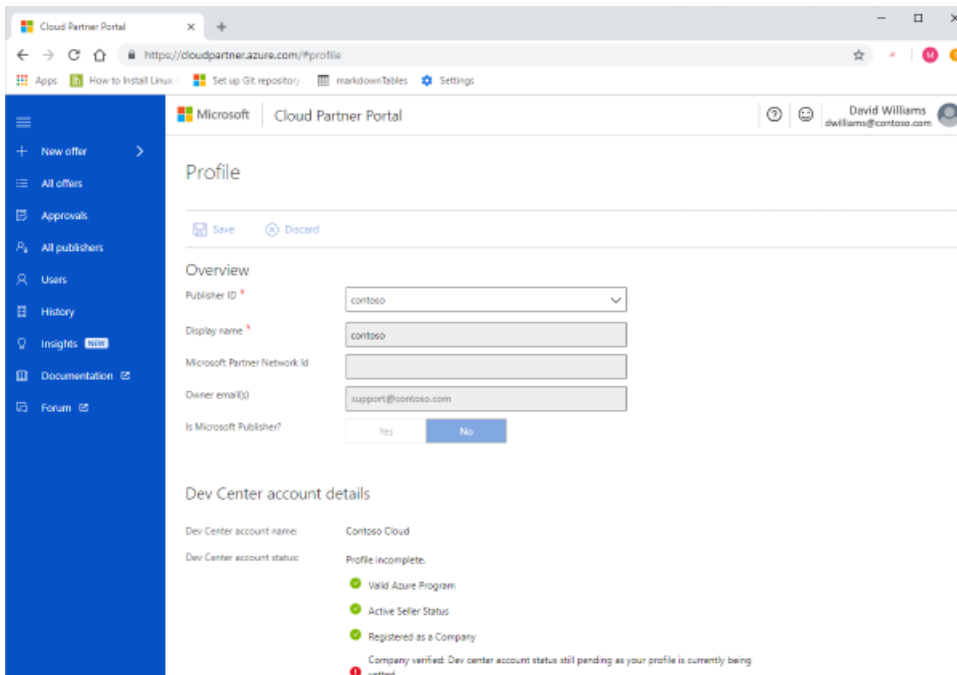 Cloud Partner Portal
https://cloudpartner.azure.com/#profile
M
Apps
How to Install Linux
Set up Git repository
markdownTables
Settings
Microsoft
Cloud Partner Portal
David Williams
dwilliams@contoso.com
New offer
All offers
Approvals
All publishers
Users
History
Insights NEW
Documentation
Forum
Profile
Save
Discard
Overview
Publisher ID *
contoso
Display name *
contoso
Microsoft Partner Network Id
Owner email(s)
support@contoso.com
Is Microsoft Publisher?
Yes
No
Dev Center account details
Dev Center account name:
Contoso Cloud
Dev Center account status:
Profile incomplete.
Valid Azure Program
Active Seller Status
Registered as a Company
Company verified: Dev center account status still pending as your profile is currently being
vetted